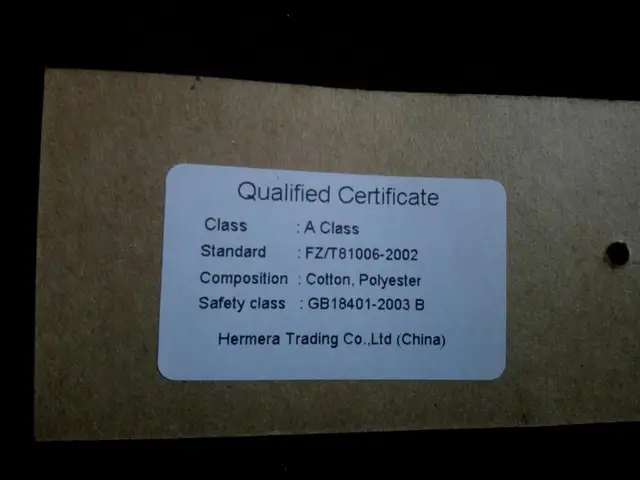 Qualified Certificate
Class : A Class
Standard : FZ/T81006-2002
Composition : Cotton, Polyester
Safety class : GB18401-2003 B
Hermera Trading Co.,Ltd (China)